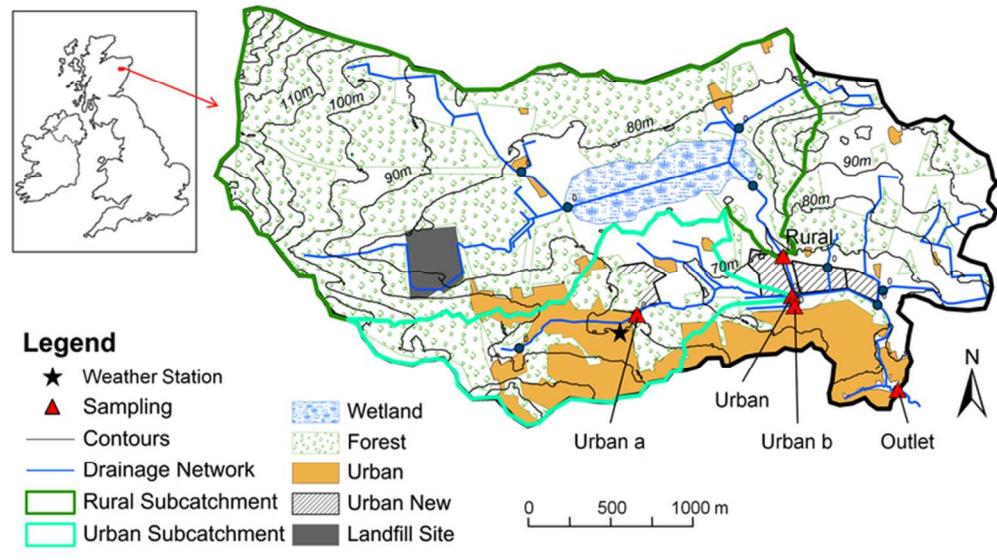 110m
100m
90m
80m
90m
80m
70m
Rural
Urban a
Urban
Urban b
Outlet
N
Legend
Weather Station
Sampling
Contours
Drainage Network
Rural Subcatchment
Urban Subcatchment
Wetland
Forest
Urban
Urban New
Landfill Site
0 500 1000 m